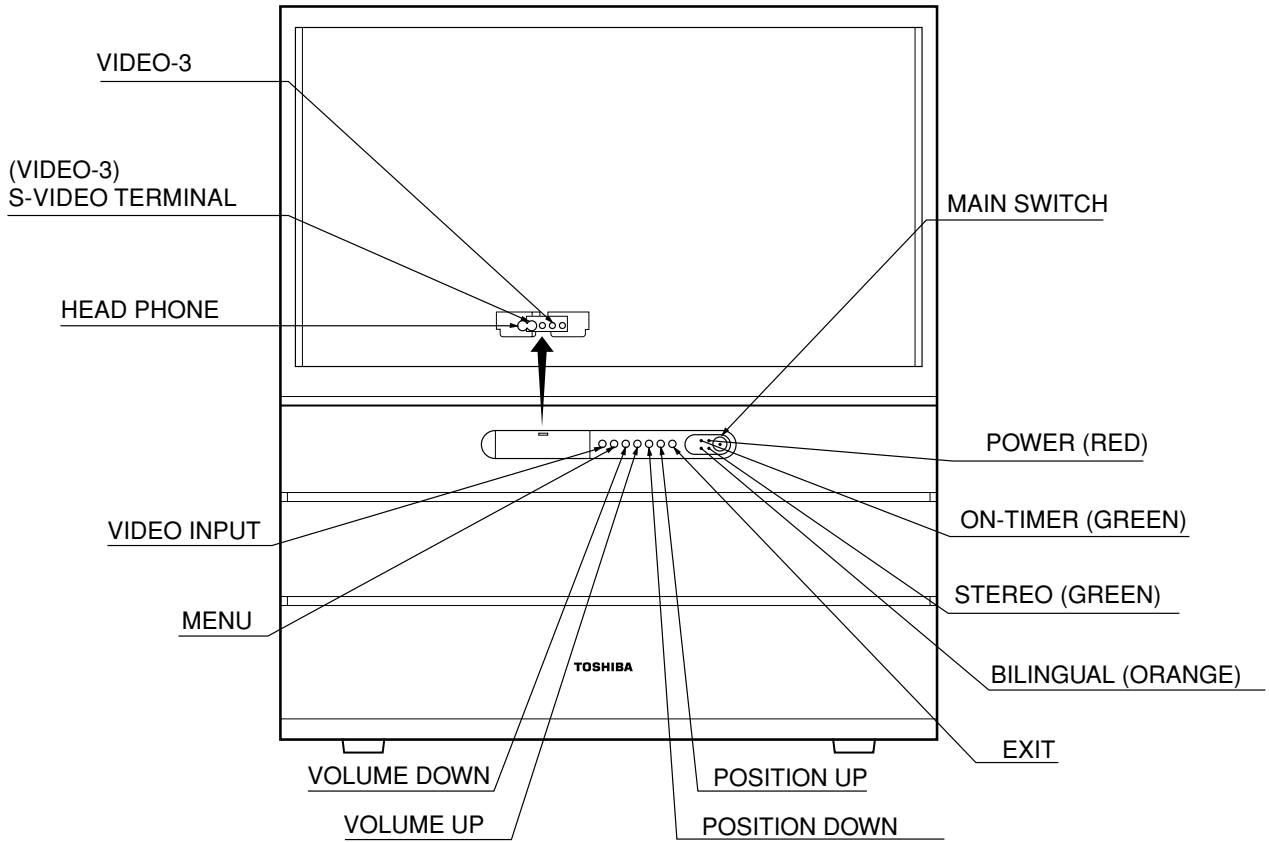 VIDEO-3
(VIDEO-3)
S-VIDEO TERMINAL
MAIN SWITCH
HEAD PHONE
POWER (RED)
VIDEO INPUT
ON-TIMER (GREEN)
STEREO (GREEN)
MENU
TOSHIBA
BILINGUAL (ORANGE)
EXIT
VOLUME DOWN
POSITION UP
VOLUME UP
POSITION DOWN